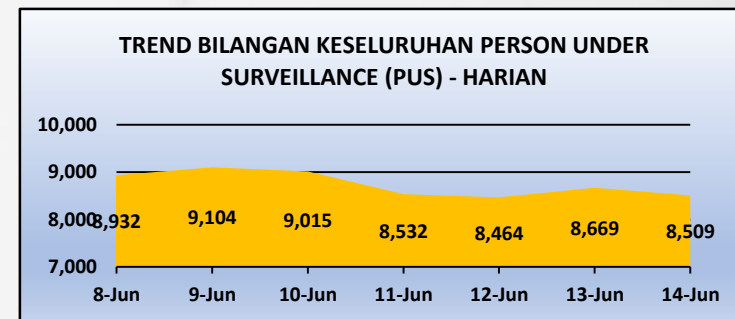 TREND BILANGAN KESELURUHAN PERSON UNDER
SURVEILLANCE (PUS) - HARIAN
10,000
9,000
8,000
7,000
8,932 9,104 9,015 8,532 8,464 8,669 8,509
8-Jun 9-Jun 10-Jun 11-Jun 12-Jun 13-Jun 14-Jun